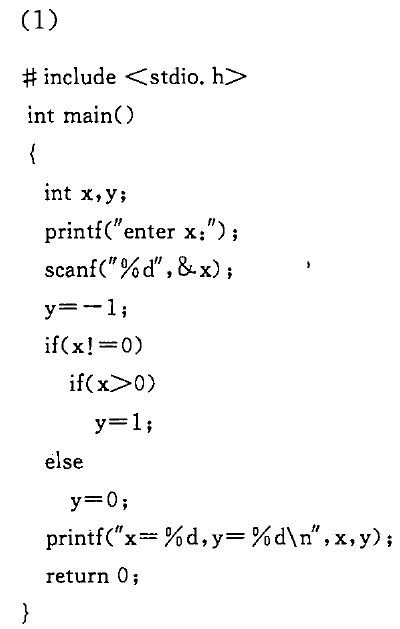 (1)
#include <stdio.h>
int main()
{
int x,y;
printf("enter x:");
scanf("%d",&x);
y=-1;
if(x!=0)
if(x>0)
y=1;
else
y=0;
printf("x=%d,y=%d\n",x,y);
return 0;
}